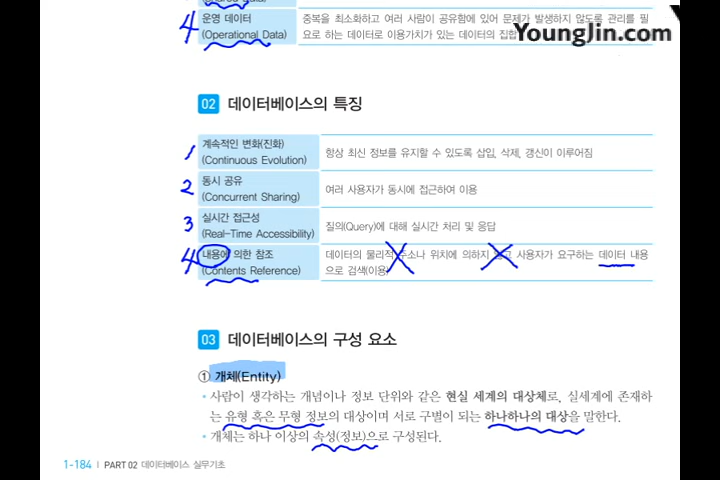 4
운영 데이터
(Operational Data)
중복을 최소화하고 여러 사람이 공유함에 있어 문제가 발생하지 않도록 관리를 필
요로 하는 데이터로 이용가치가 있는 데이터의 집합
YoungJin.com
02 데이터베이스의 특징
1
계속적인 변화(진화)
(Continuous Evolution)
항상 최신 정보를 유지할 수 있도록 삽입, 삭제, 갱신이 이루어짐
2
동시 공유
(Concurrent Sharing)
여러 사용자가 동시에 접근하여 이용
3
실시간 접근성
(Real-Time Accessibility)
질의(Query)에 대해 실시간 처리 및 응답
4
내용에 의한 참조
(Contents Reference)
데이터의 물리적 주소나 위치에 의하지 않고 사용자가 요구하는 데이터 내용
으로 검색(이용)
03 데이터베이스의 구성 요소
① 개체(Entity)
• 사람이 생각하는 개념이나 정보 단위와 같은 현실 세계의 대상체로, 실세계에 존재하
는 유형 혹은 무형 정보의 대상이며 서로 구별이 되는 하나하나의 대상을 말한다.
• 개체는 하나 이상의 속성(정보)으로 구성된다.
1-184 | PART 02 데이터베이스 실무기초